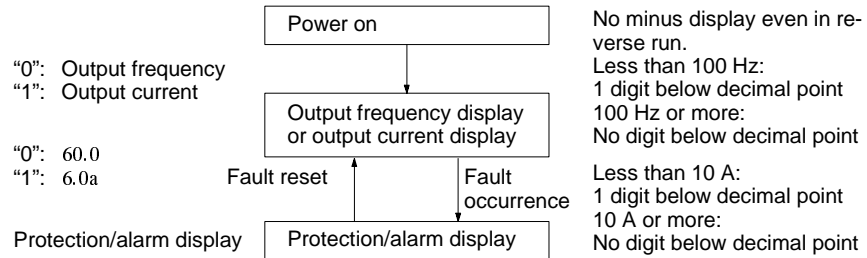 Power on
"0": Output frequency
"1": Output current
Output frequency display
or output current display
"0": 60.0
"1": 6.0a
Fault reset
Fault
occurrence
Protection/alarm display
Protection/alarm display
No minus display even in re-
verse run.
Less than 100 Hz:
1 digit below decimal point
100 Hz or more:
No digit below decimal point
Less than 10 A:
1 digit below decimal point
10 A or more:
No digit below decimal point